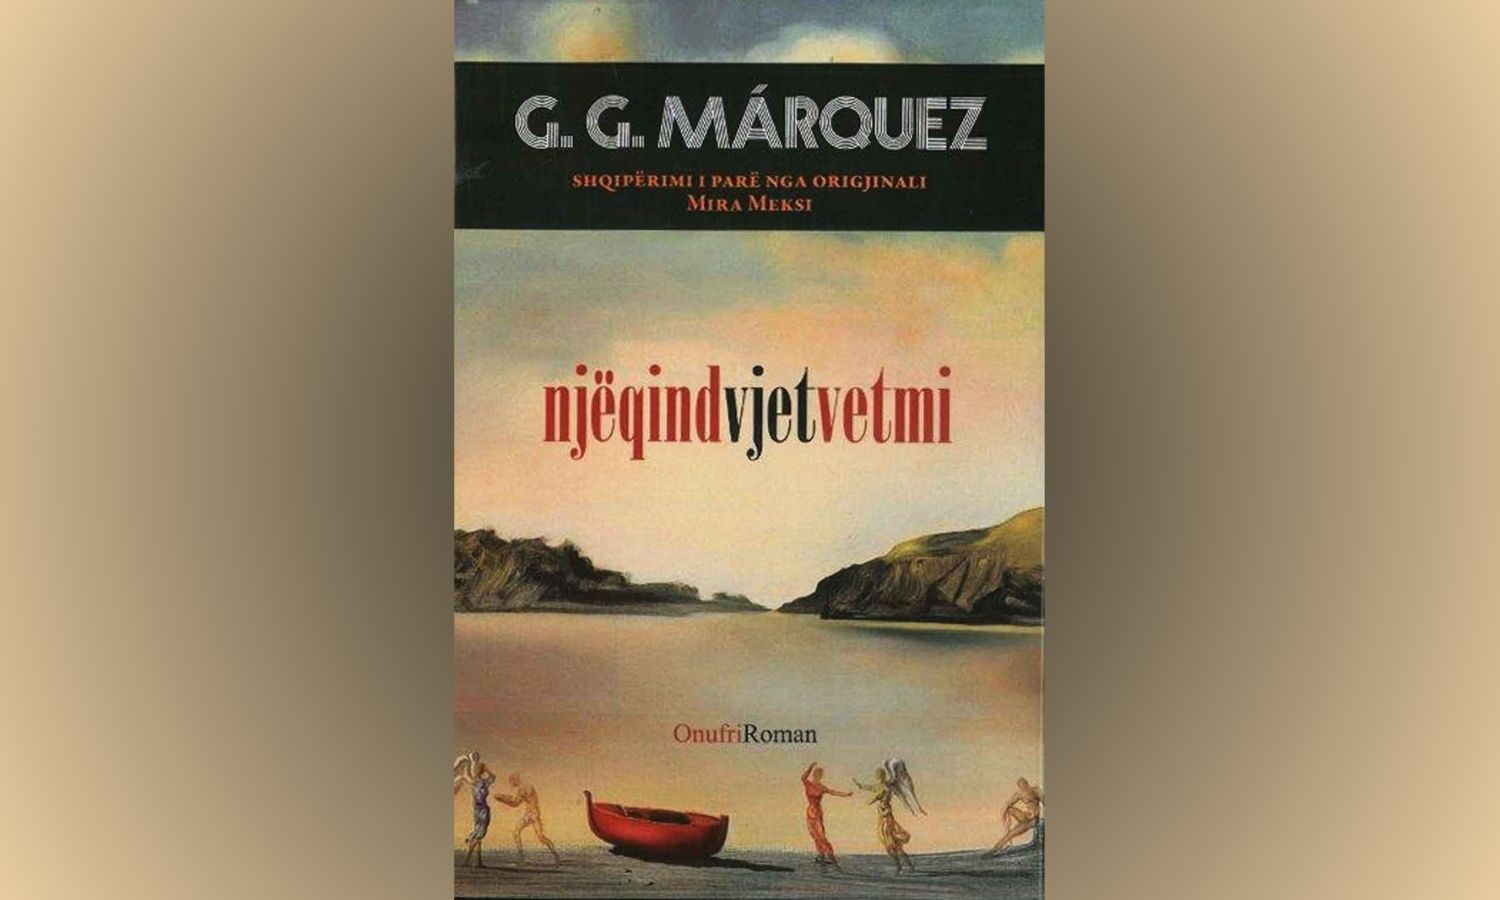 G. G. MÁRQUEZ
SHQIPËRIMI I PARË NGA ORIGJINALI
MIRA MEKSI
njëqindvjetvetmi
OnufriRoman